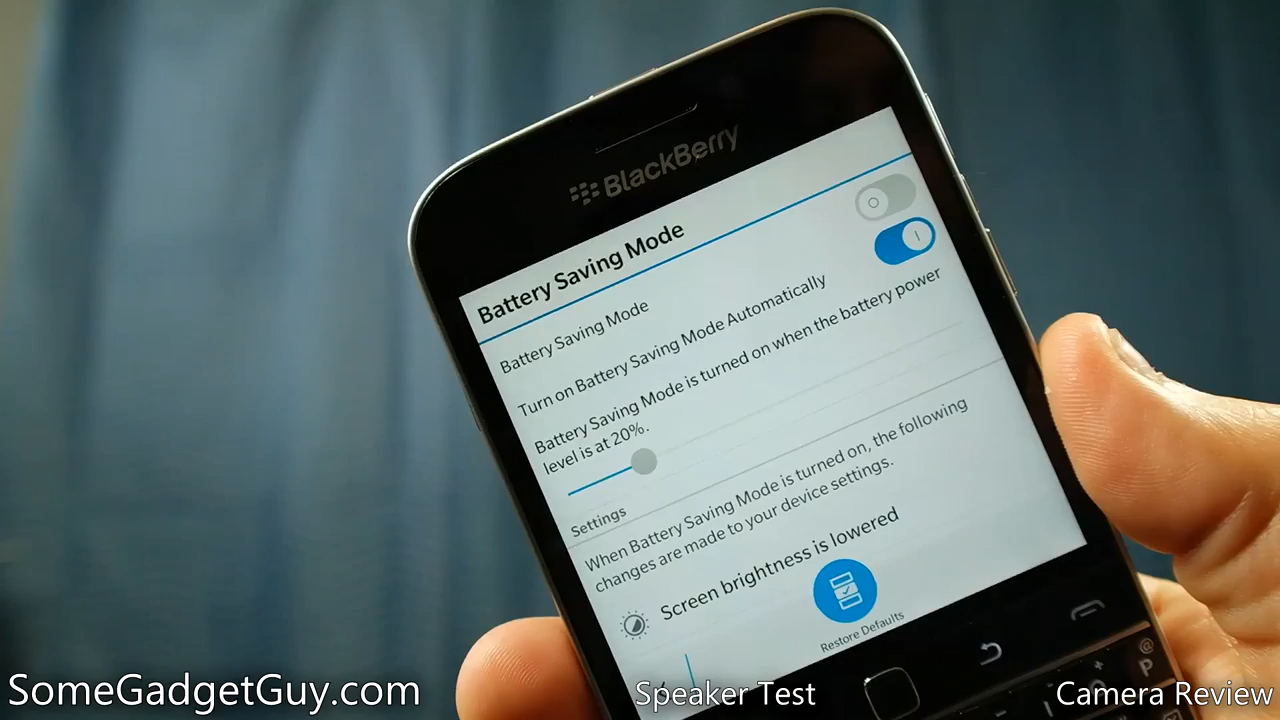 BlackBerry
Battery Saving Mode
Battery Saving Mode
Turn on Battery Saving Mode Automatically
Battery Saving Mode is turned on when the battery power
level is at 20%.
Settings
When Battery Saving Mode is turned on, the following
changes are made to your device settings.
Screen brightness is lowered
Restore Defaults
@
P
+
SomeGadgetGuy.com
Speaker Test
Camera Review